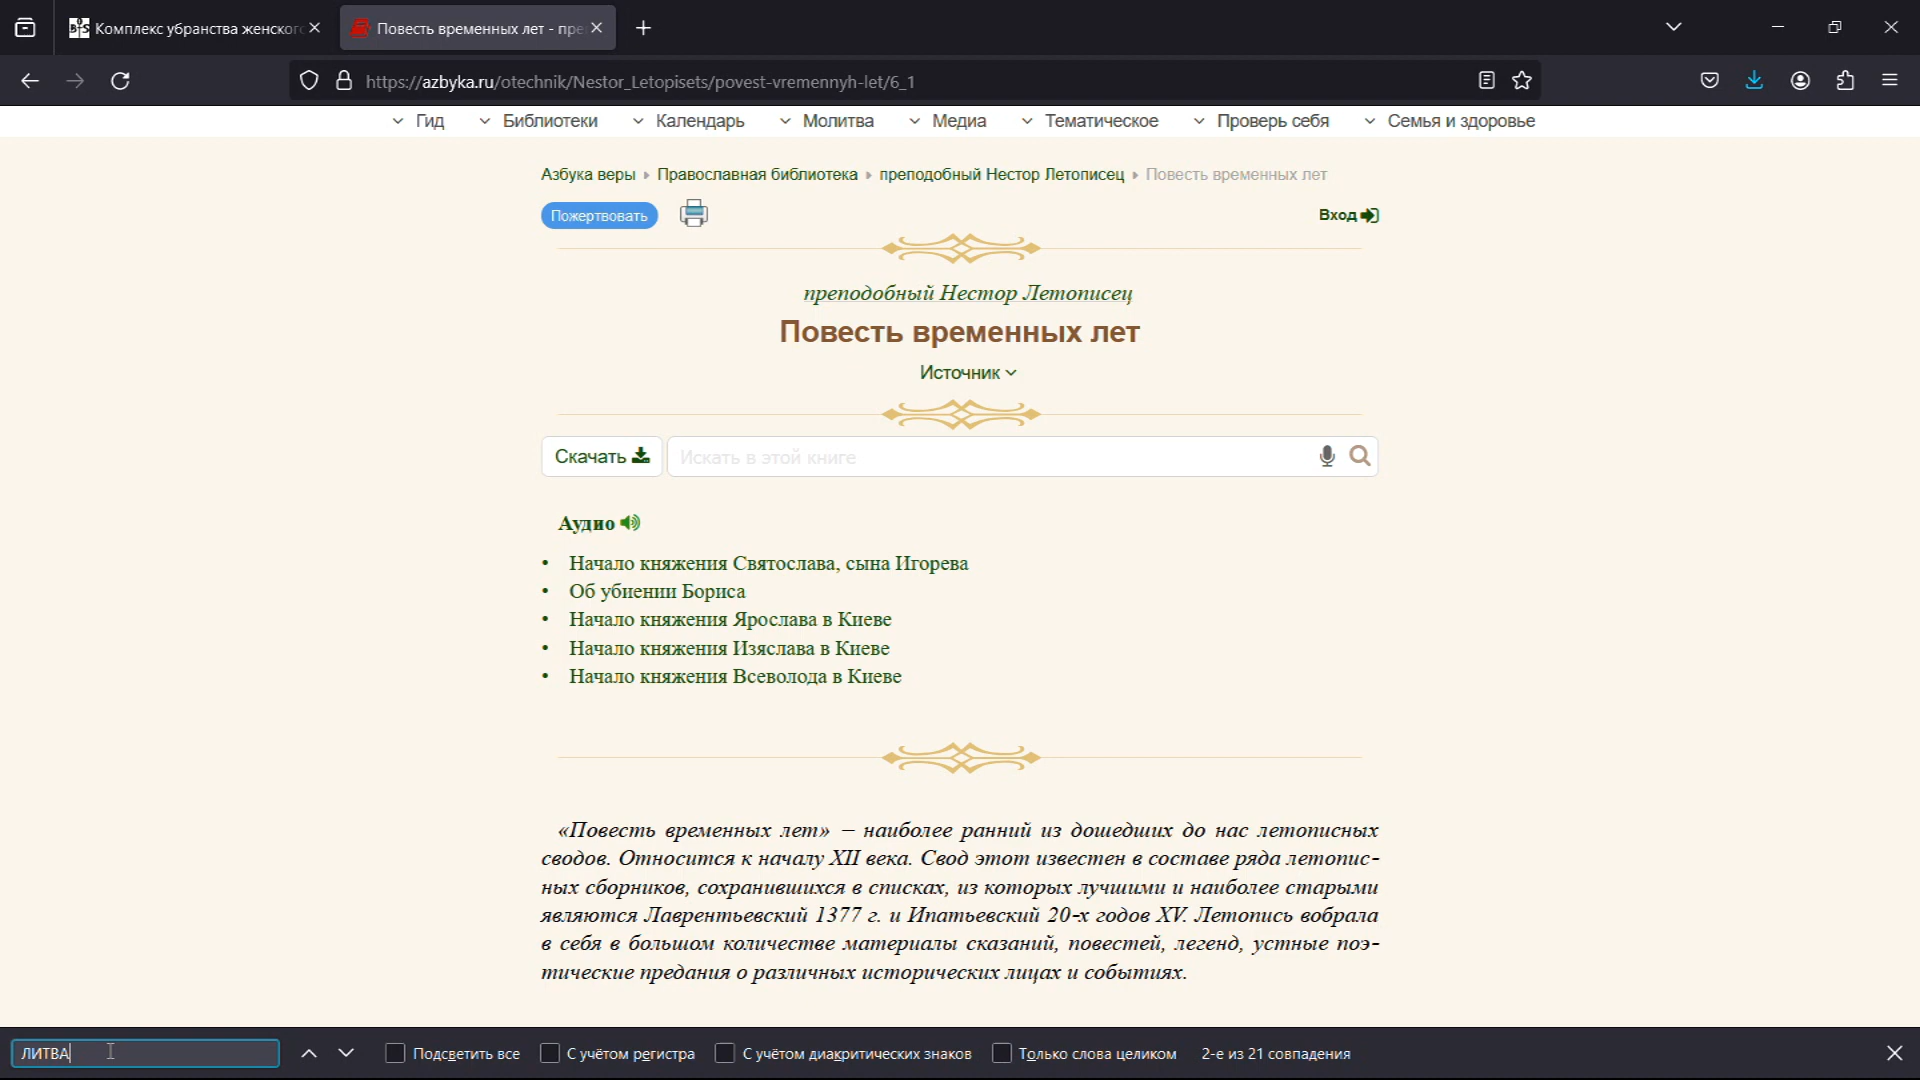 Комплекс убранства женског
Повесть временных лет - пре
https://azbyka.ru/otechnik/Nestor_Letopisets/povest-vremennyh-let/6_1
Гид Библиотеки Календарь Молитва Медиа Тематическое Проверь себя Семья и здоровье
Азбука веры Православная библиотека преподобный Нестор Летописец Повесть временных лет
Пожертвовать
Вход
преподобный Нестор Летописец
Повесть временных лет
Источник
Скачать Искать в этой книге
Аудио
• Начало княжения Святослава, сына Игорева
• Об убиении Бориса
• Начало княжения Ярослава в Киеве
• Начало княжения Изяслава в Киеве
• Начало княжения Всеволода в Киеве
«Повесть временных лет» – наиболее ранний из дошедших до нас летописных
сводов. Относится к началу XII века. Свод этот известен в составе ряда летопис-
ных сборников, сохранившихся в списках, из которых лучшими и наиболее старыми
являются Лаврентьевский 1377 г. и Ипатьевский 20-х годов XV. Летопись вобрала
в себя в большом количестве материалы сказаний, повестей, легенд, устные поэ-
тические предания о различных исторических лицах и событиях.
ЛИТВА Подсветить все С учётом регистра С учётом диакритических знаков Только слова целиком 2-е из 21 совпадения